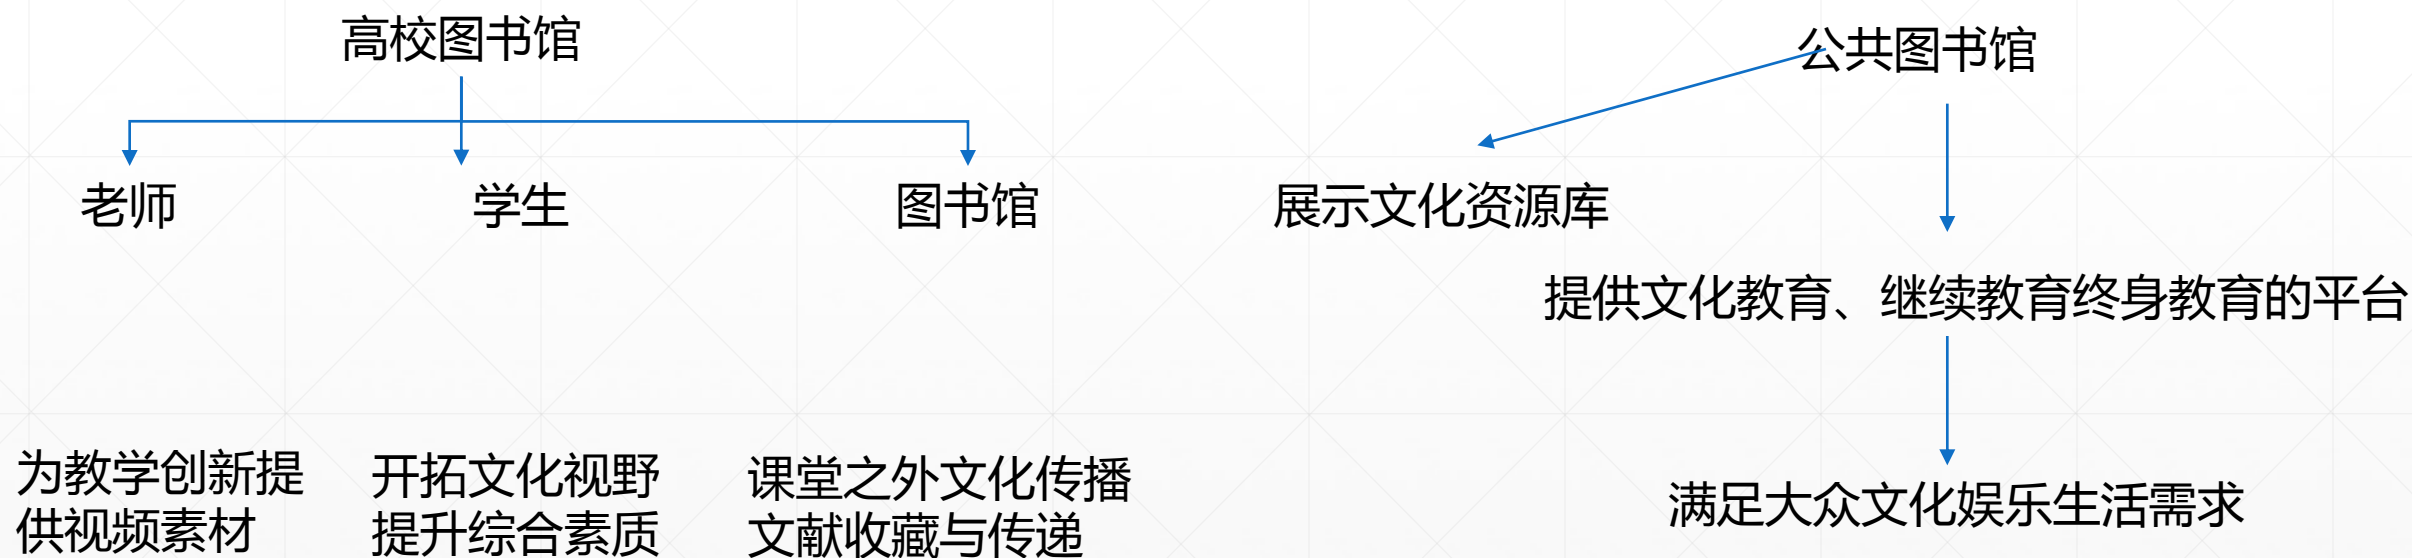 高校图书馆
公共图书馆
老师
学生
图书馆
展示文化资源库
提供文化教育、继续教育终身教育的平台
为教学创新提
供视频素材
开拓文化视野
提升综合素质
课堂之外文化传播
文献收藏与传递
满足大众文化娱乐生活需求